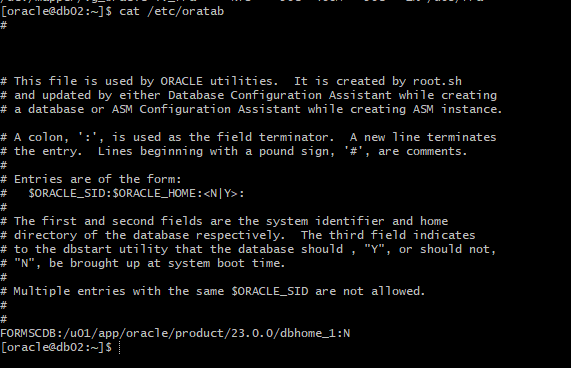 [oracle@db02:~]$ cat /etc/oratab
#
# This file is used by ORACLE utilities.  It is created by root.sh
# and updated by either Database Configuration Assistant while creating
# a database or ASM Configuration Assistant while creating ASM instance.
# A colon, ':', is used as the field terminator.  A new line terminates
# the entry.  Lines beginning with a pound sign, '#', are comments.
#
# Entries are of the form:
#   $ORACLE_SID:$ORACLE_HOME:<N|Y>:
#
# The first and second fields are the system identifier and home
# directory of the database respectively.  The third field indicates
# to the dbstart utility that the database should , "Y", or should not,
# "N", be brought up at system boot time.
#
# Multiple entries with the same $ORACLE_SID are not allowed.
#
#
FORMSCDB:/u01/app/oracle/product/23.0.0/dbhome_1:N
[oracle@db02:~]$